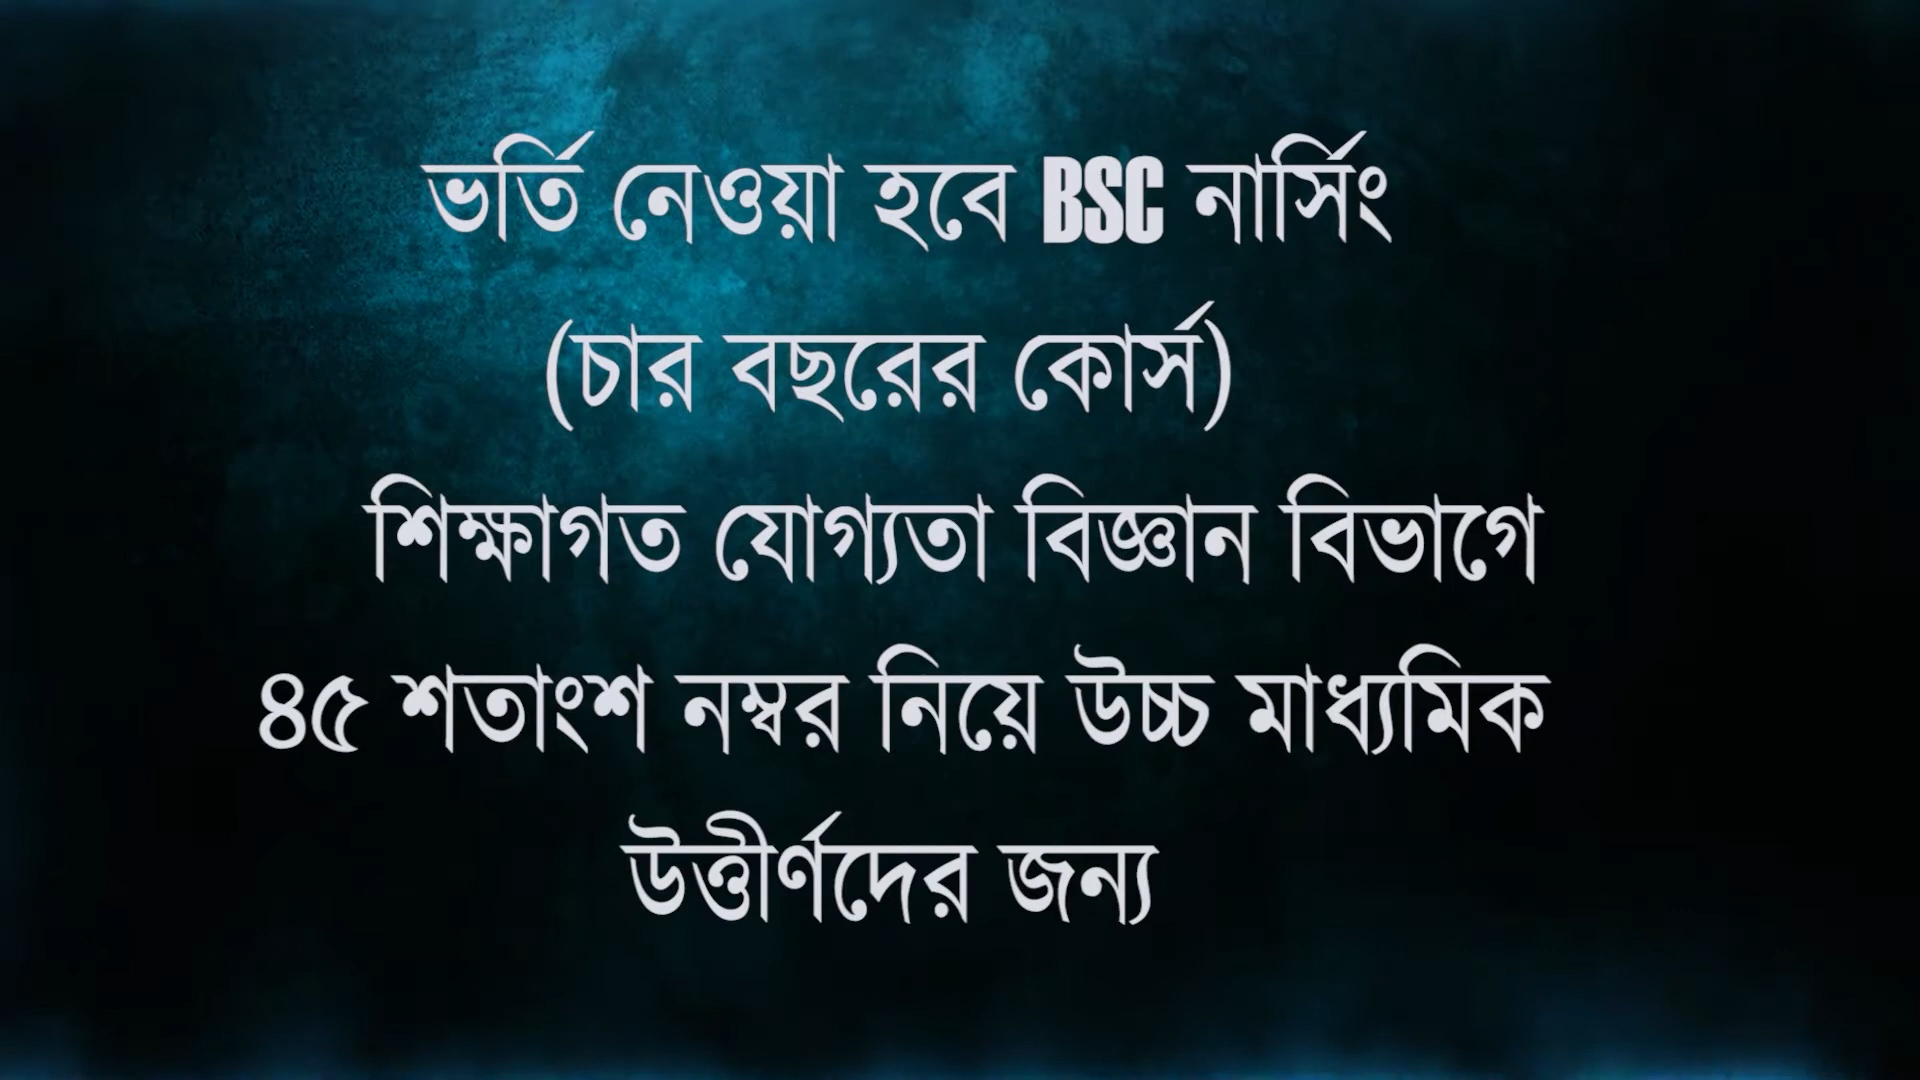 ভর্তি নেওয়া হবে BSC নার্সিং
(চার বছরের কোর্স)
শিক্ষাগত যোগ্যতা বিজ্ঞান বিভাগে
৪৫ শতাংশ নম্বর নিয়ে উচ্চ মাধ্যমিক
উত্তীর্ণদের জন্য